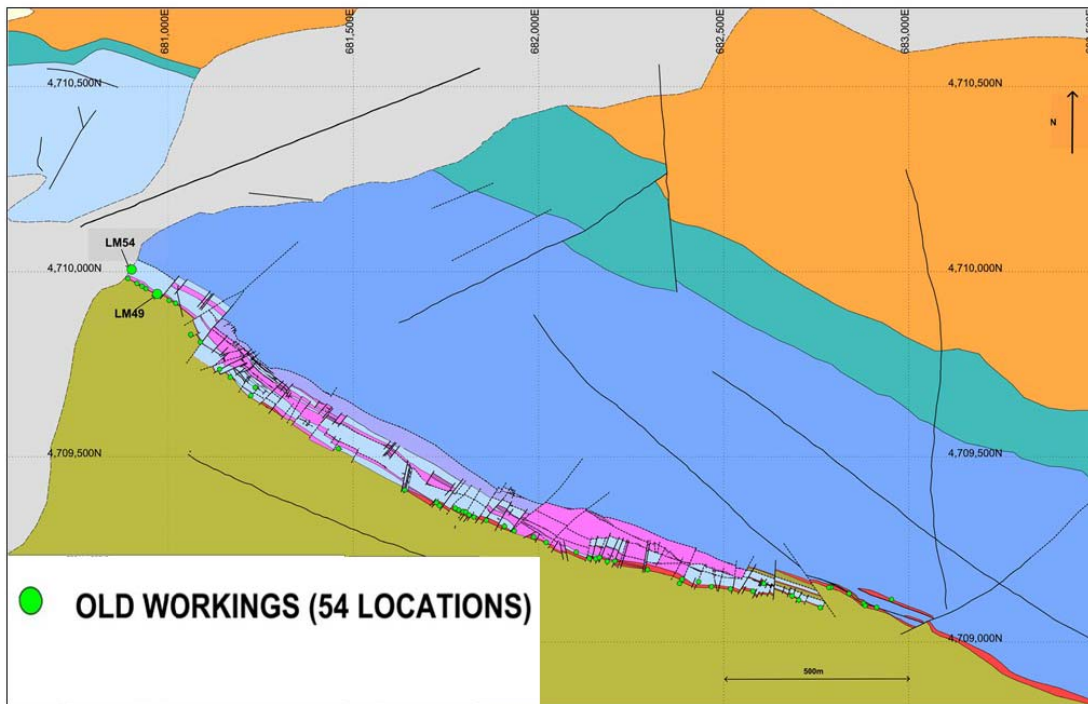 681,000E
681,500E
682,000E
682,500E
683,000E
4,710,500N
4,710,500N
N
LM54
4,710,000N
4,710,000N
LM49
4,709,500N
4,709,500N
OLD WORKINGS (54 LOCATIONS)
4,709,000N
500m